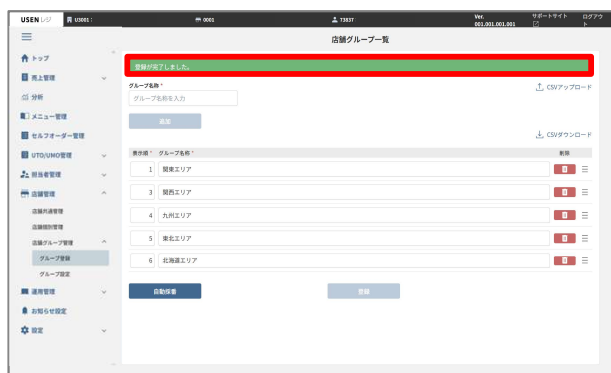 USEN レジ
U3001 :
0001
73837
Ver.
001.001.001.001
サポートサイト
ログアウト
店舗グループ一覧
トップ
売上管理
分析
メニュー管理
セルフオーダー管理
UTO/UMO管理
担当者管理
店舗管理
店舗共通管理
店舗個別管理
店舗グループ管理
グループ登録
グループ設定
運用管理
お知らせ設定
設定
登録が完了しました。
グループ名称 *
グループ名称を入力
追加
CSVアップロード
CSVダウンロード
表示順 * グループ名称 * 削除
1 関東エリア
3 関西エリア
4 九州エリア
5 東北エリア
6 北海道エリア
自動採番
登録